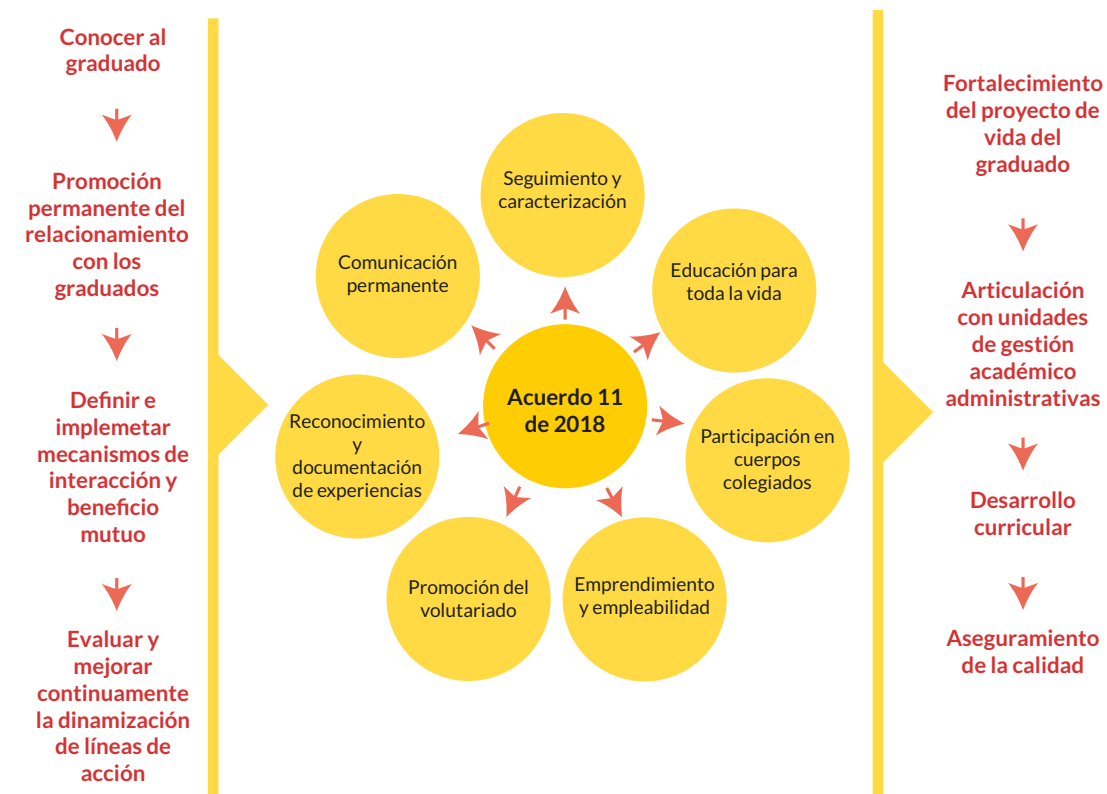 Conocer al
graduado
Promoción
permanente del
relacionamiento
con los
graduados
Definir e
implemetar
mecanismos de
interacción y
beneficio
mutuo
Evaluar y
mejorar
continuamente
la dinamización
de líneas de
acción
Seguimiento y
caracterización
Comunicación
permanente
Educación para
toda la vida
Acuerdo 11
de 2018
Reconocimiento
y
documentación
de experiencias
Participación en
cuerpos
colegiados
Promoción del
volutariado
Emprendimiento
y empleabilidad
Fortalecimiento
del proyecto de
vida del
graduado
Articulación
con unidades
de gestión
académico
administrativas
Desarrollo
curricular
Aseguramiento
de la calidad